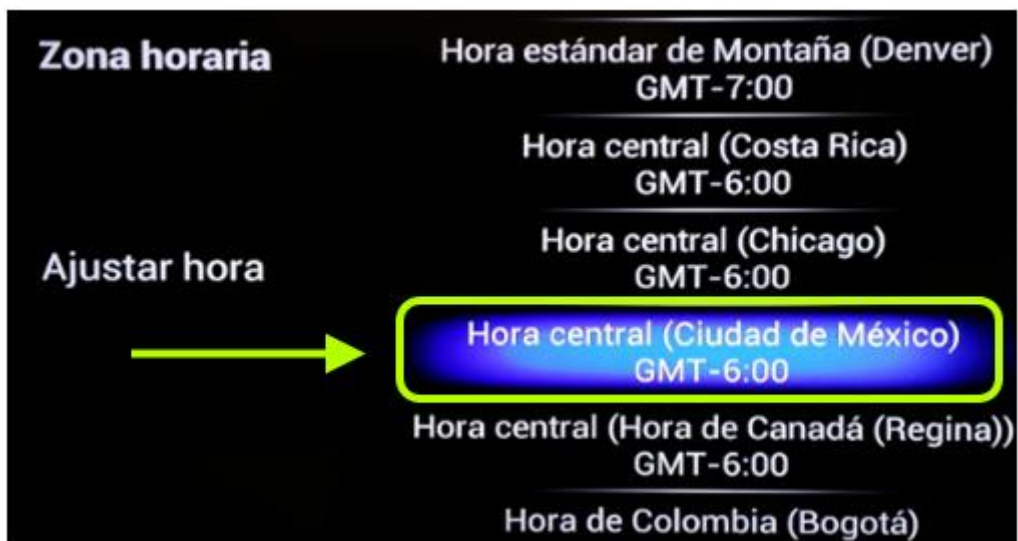 Zona horaria
Hora estándar de Montaña (Denver)
GMT-7:00
Hora central (Costa Rica)
GMT-6:00
Ajustar hora
Hora central (Chicago)
GMT-6:00
Hora central (Ciudad de México)
GMT-6:00
Hora central (Hora de Canadá (Regina))
GMT-6:00
Hora de Colombia (Bogotá)